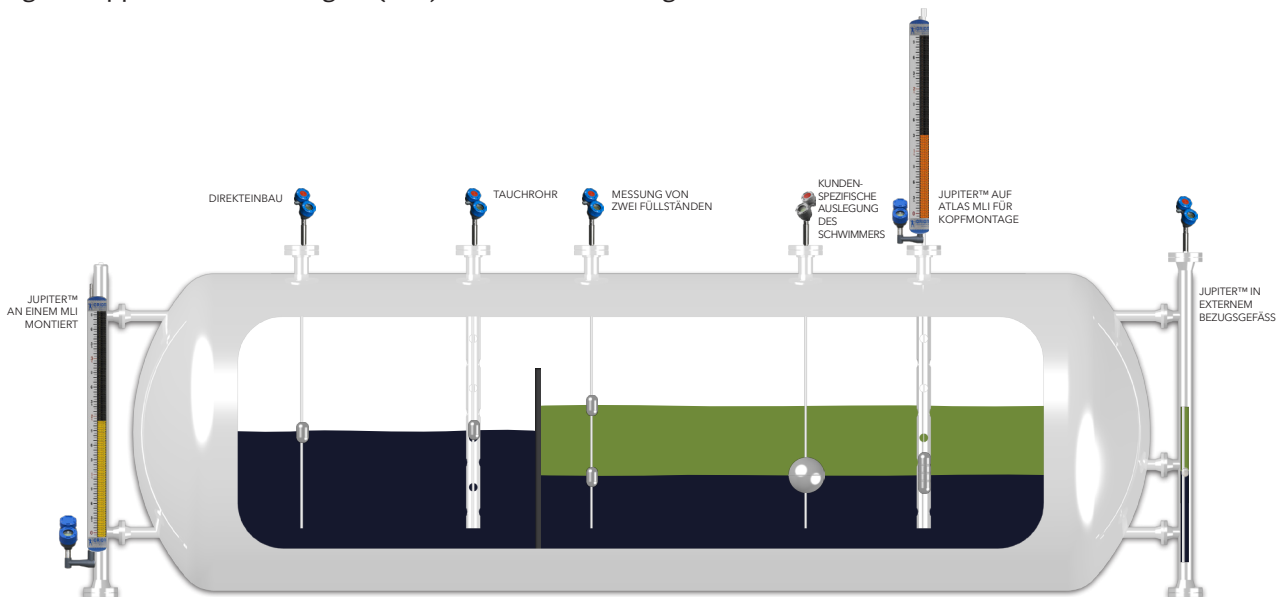 DIREKTEINBAU
TAUCHROHR
MESSUNG VON
ZWEI FÜLLSTÄNDEN
KUNDEN-
SPEZIFISCHE
AUSLEGUNG
DES
SCHWIMMERS
JUPITER™ AUF
ATLAS MLI FÜR
KOPFMONTAGE
JUPITER™
AN EINEM MLI
MONTIERT
JUPITER™ IN
EXTERNEM
BEZUGSGEFÄSS